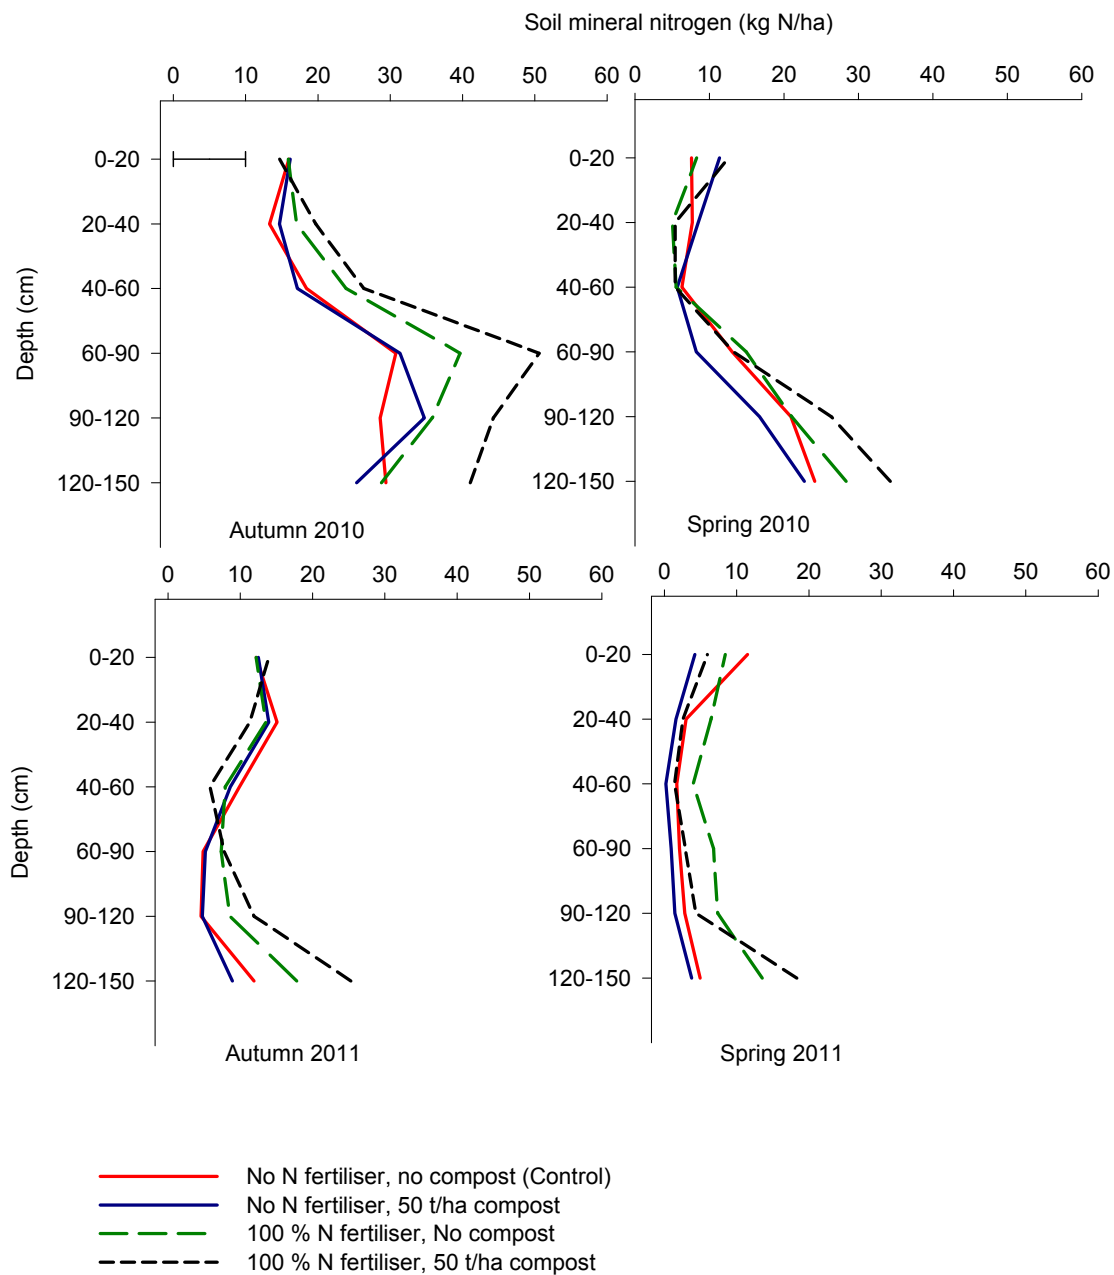 Soil mineral nitrogen (kg N/ha)
0 10 20 30 40 50 60
0 10 20 30 40 50 60
Depth (cm)
0-20
20-40
40-60
60-90
90-120
120-150
Autumn 2010
0-20
20-40
40-60
60-90
90-120
120-150
Spring 2010
0 10 20 30 40 50 60
0 10 20 30 40 50 60
Depth (cm)
0-20
20-40
40-60
60-90
90-120
120-150
Autumn 2011
0-20
20-40
40-60
60-90
90-120
120-150
Spring 2011
No N fertiliser, no compost (Control)
No N fertiliser, 50 t/ha compost
100 % N fertiliser, No compost
100 % N fertiliser, 50 t/ha compost